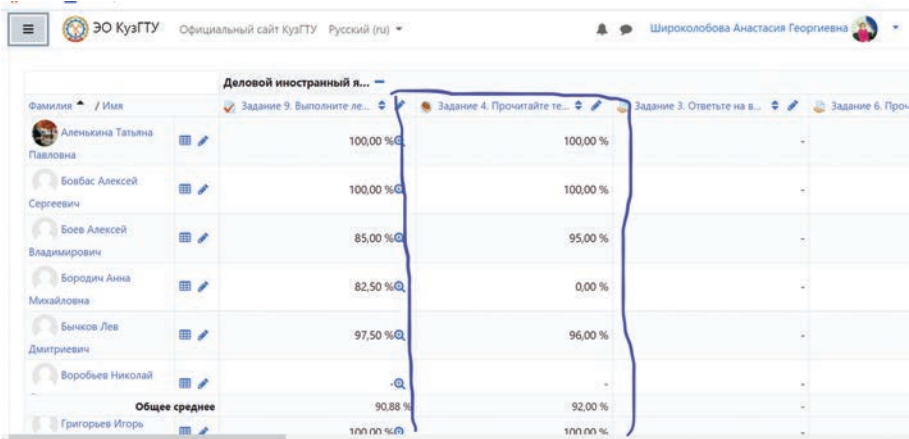 ЭО КузГТУ Официальный сайт КузГТУ Русский (ru) Широколобова Анастасия Георгиевна
Деловой иностранный я...
Фамилия / Имя Задание 9. Выполните ле... Задание 4. Прочитайте те... Задание 3. Ответьте на в... Задание 6. Проч
Аленькина Татьяна
Павловна
100,00 % 100,00 % -
Бовбас Алексей
Сергеевич
100,00 % 100,00 % -
Боев Алексей
Владимирович
85,00 % 95,00 % -
Бородич Анна
Михайловна
82,50 % 0,00 % -
Бычков Лев
Дмитриевич
97,50 % 96,00 % -
Воробьев Николай
- - -
Общее среднее 90,88 % 92,00 % -
Григорьев Игорь
100,00 % 100,00 % -